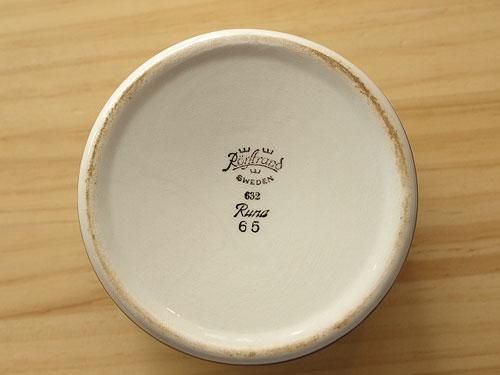 Rörstrand
SWEDEN
632
Runa
65